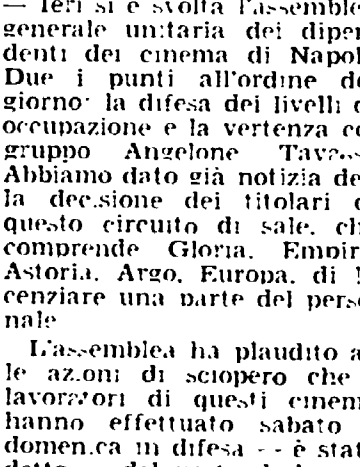 — Ieri si è svolta l'assemble
generale unitaria dei dipen
denti dei cinema di Napol
Due i punti all'ordine de
giorno: la difesa dei livelli d
occupazione e la vertenza co
gruppo Angelone
Abbiamo dato già notizia de
la decisione dei titolari d
questo circuito di sale, ch
comprende Gloria, Empir
Astoria, Argo, Europa, di l
cenziare una parte del pers
nale
L'assemblea ha plaudito a
le azioni di sciopero che
lavoratori di questi cinem
hanno effettuato sabato
domenica in difesa -- è stat